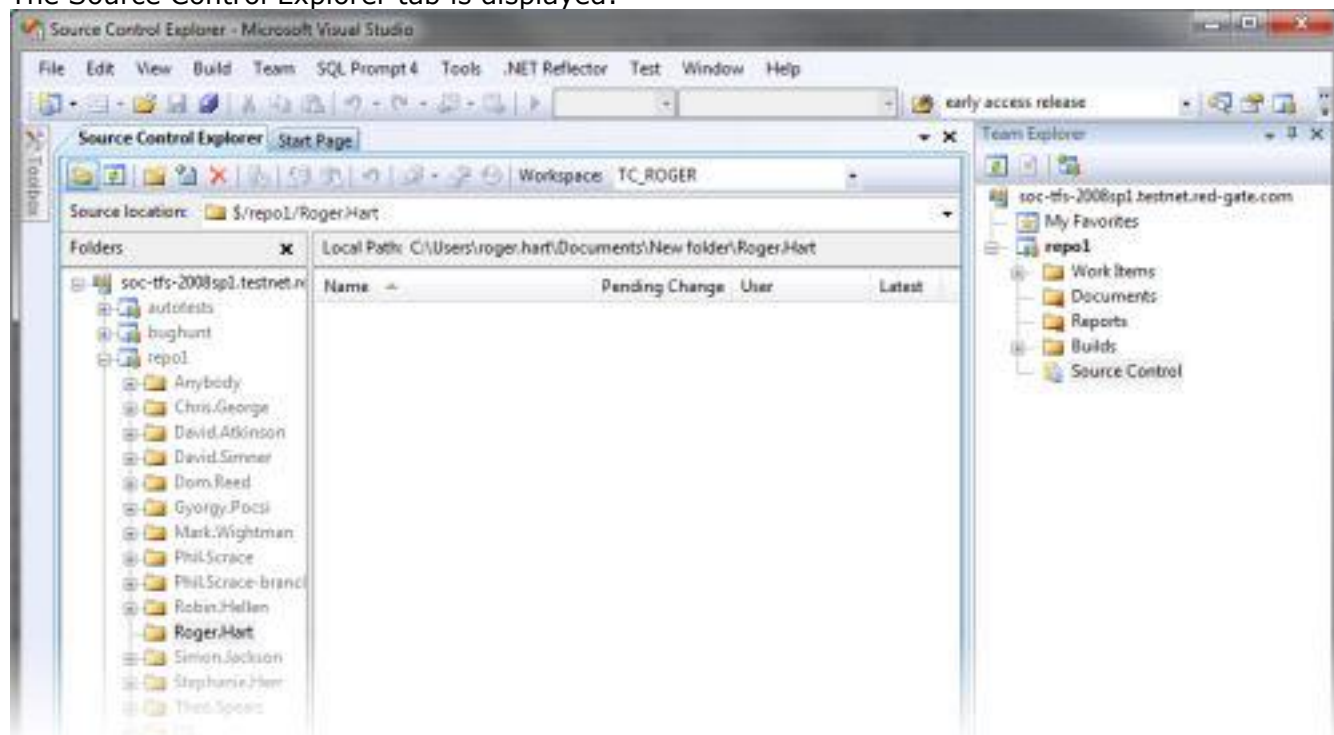 The Source Control Explorer tab is displayed:
Source Control Explorer - Microsoft Visual Studio
File Edit View Build Team SQL Prompt 4 Tools .NET Reflector Test Window Help
early access release
Toolbox
Source Control Explorer Start Page
Team Explorer
Workspace: TC_ROGER
Source location: $/repo1/Roger.Hart
Folders
Local Path: C:\Users\roger.hart\Documents\New folder\Roger.Hart
Name Pending Change User Latest
soc-tfs-2008sp1.testnet.re
autotests
bughunt
repo1
Anybody
Chris.George
David.Atkinson
David.Simner
Dom.Reed
Gyorgy.Pocsi
Mark.Wightman
Phil.Scrace
Phil.Scrace-branch
Robin.Hellen
Roger.Hart
Simon.Jackson
Stephanie.Herr
Theo.Spears
soc-tfs-2008sp1.testnet.red-gate.com
My Favorites
repo1
Work Items
Documents
Reports
Builds
Source Control